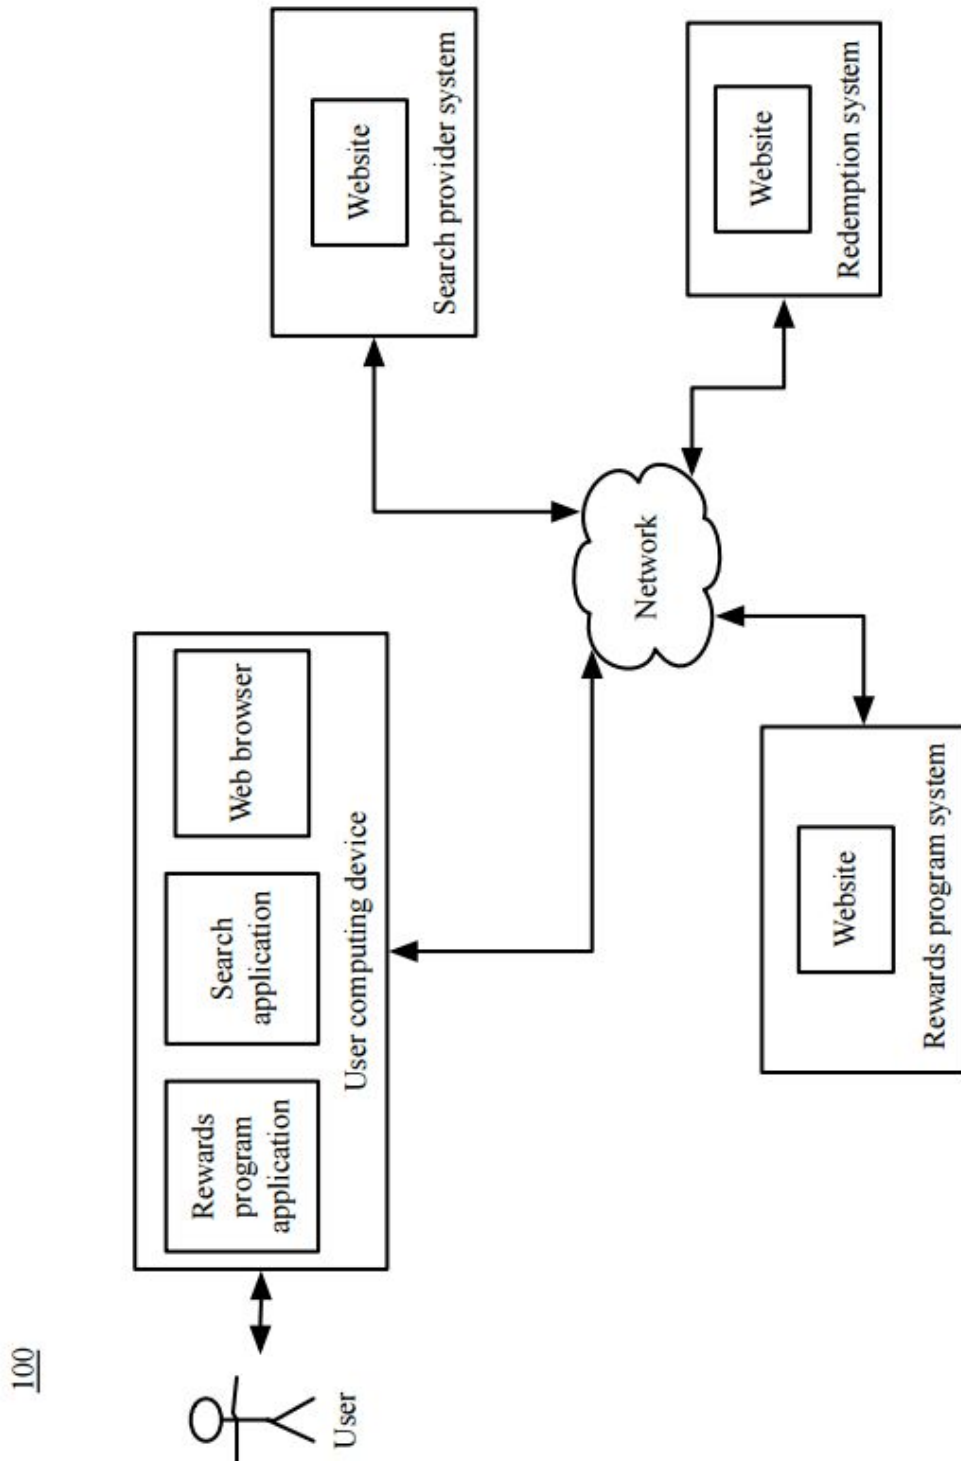 100
User
Rewards
program
application
Search
application
Web browser
User computing device
Website
Search provider system
Network
Website
Rewards program system
Website
Redemption system